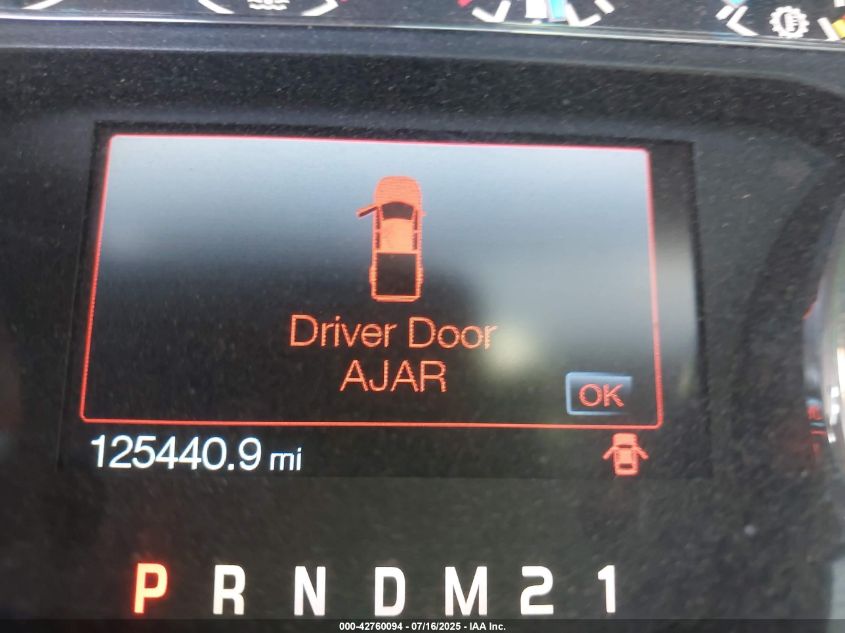 Driver Door
AJAR
OK
125440.9 mi
P R N D M 2 1
000-42760094 - 07/16/2025 - IAA Inc.